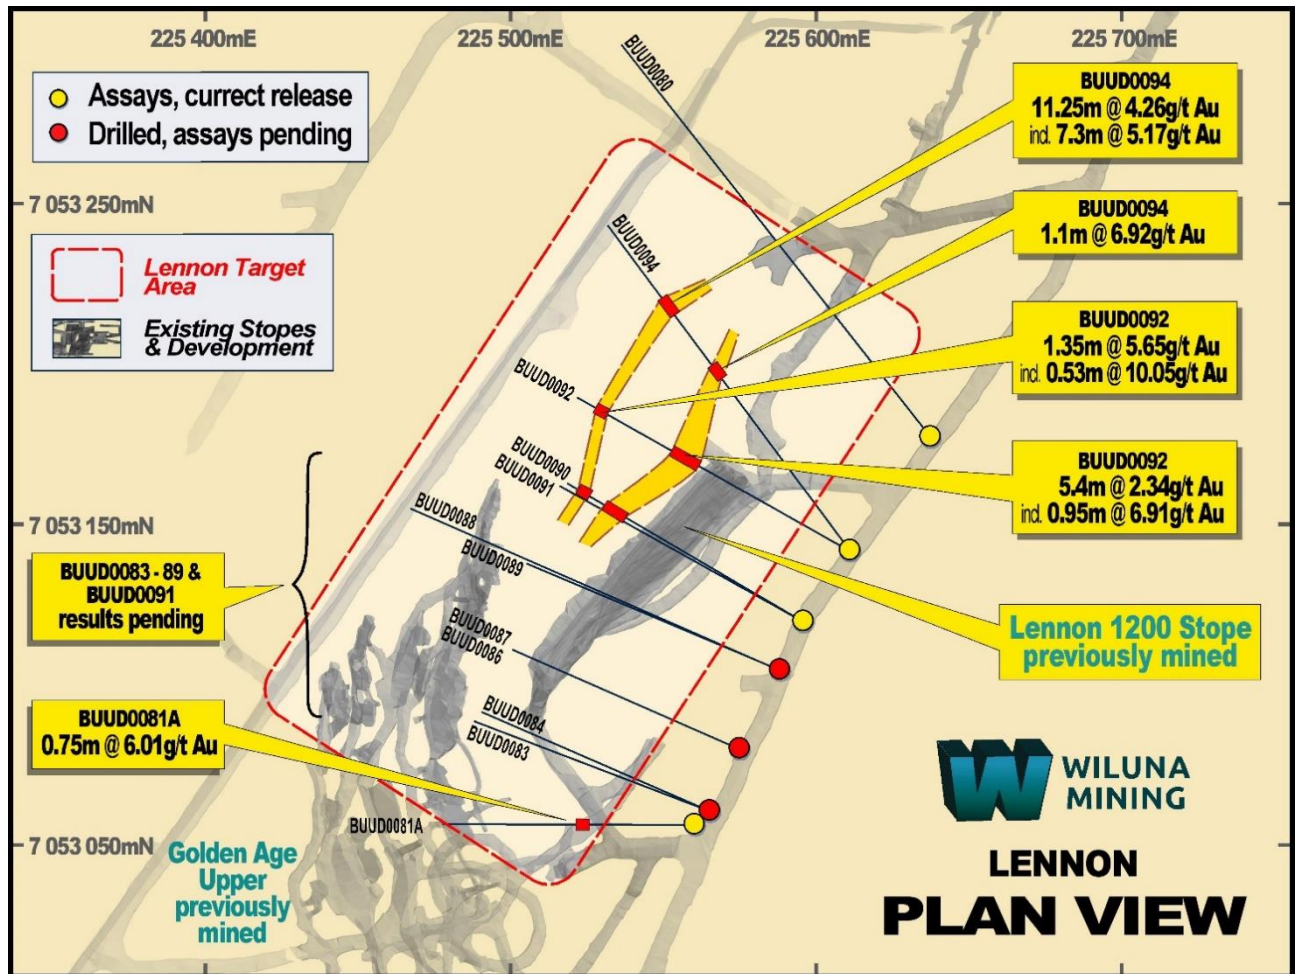 225 400mE
225 500mE
225 600mE
225 700mE
Assays, currect release
Drilled, assays pending
7 053 250mN
Lennon Target
Area
Existing Stopes
& Development
7 053 150mN
BUUD0083 - 89 &
BUUD0091
results pending
BUUD0081A
0.75m @ 6.01g/t Au
7 053 050mN
Golden Age
Upper
previously
mined
BUUD0080
BUUD0094
BUUD0092
BUUD0090
BUUD0091
BUUD0088
BUUD0089
BUUD0087
BUUD0086
BUUD0084
BUUD0083
BUUD0081A
BUUD0094
11.25m @ 4.26g/t Au
incl. 7.3m @ 5.17g/t Au
BUUD0094
1.1m @ 6.92g/t Au
BUUD0092
1.35m @ 5.65g/t Au
incl. 0.53m @ 10.05g/t Au
BUUD0092
5.4m @ 2.34g/t Au
incl. 0.95m @ 6.91g/t Au
Lennon 1200 Stope
previously mined
WILUNA
MINING
LENNON
PLAN VIEW